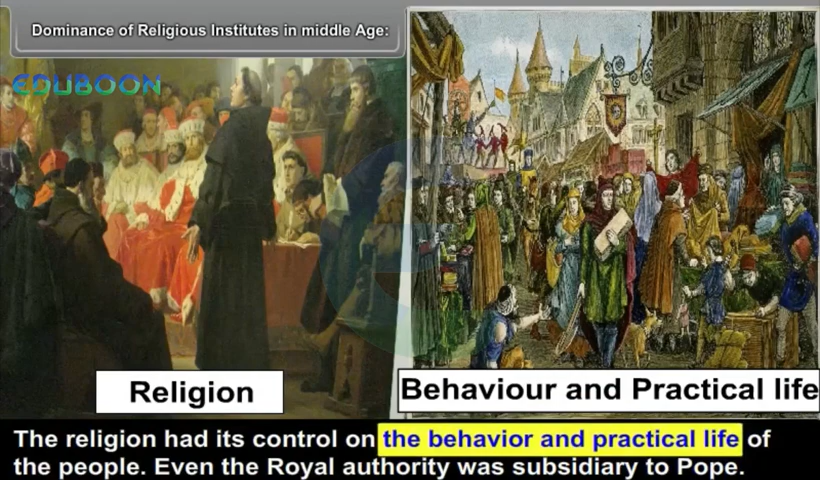 Dominance of Religious Institutes in middle Age:
EDUBOON
Religion
Behaviour and Practical life
The religion had its control on the behavior and practical life of
the people. Even the Royal authority was subsidiary to Pope.